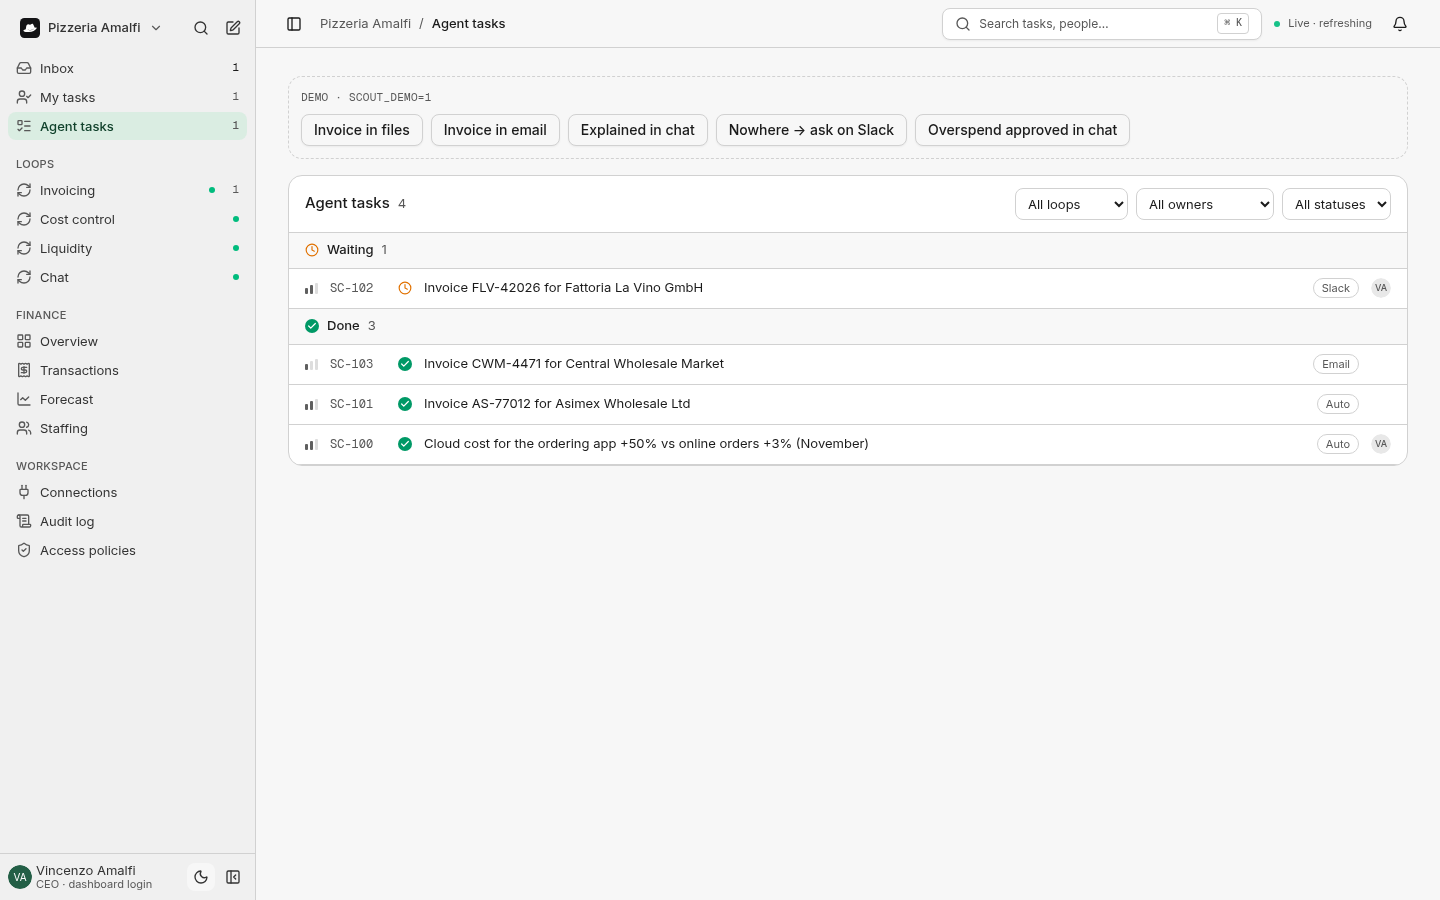 Pizzeria Amalfi
Inbox 1
My tasks 1
Agent tasks 1
LOOPS
Invoicing 1
Cost control
Liquidity
Chat
FINANCE
Overview
Transactions
Forecast
Staffing
WORKSPACE
Connections
Audit log
Access policies
VA
Vincenzo Amalfi
CEO · dashboard login
Pizzeria Amalfi / Agent tasks
Search tasks, people... ⌘ K
Live · refreshing
DEMO · SCOUT_DEMO=1
Invoice in files
Invoice in email
Explained in chat
Nowhere → ask on Slack
Overspend approved in chat
Agent tasks 4
All loops
All owners
All statuses
Waiting 1
SC-102 Invoice FLV-42026 for Fattoria La Vino GmbH Slack VA
Done 3
SC-103 Invoice CWM-4471 for Central Wholesale Market Email
SC-101 Invoice AS-77012 for Asimex Wholesale Ltd Auto
SC-100 Cloud cost for the ordering app +50% vs online orders +3% (November) Auto VA